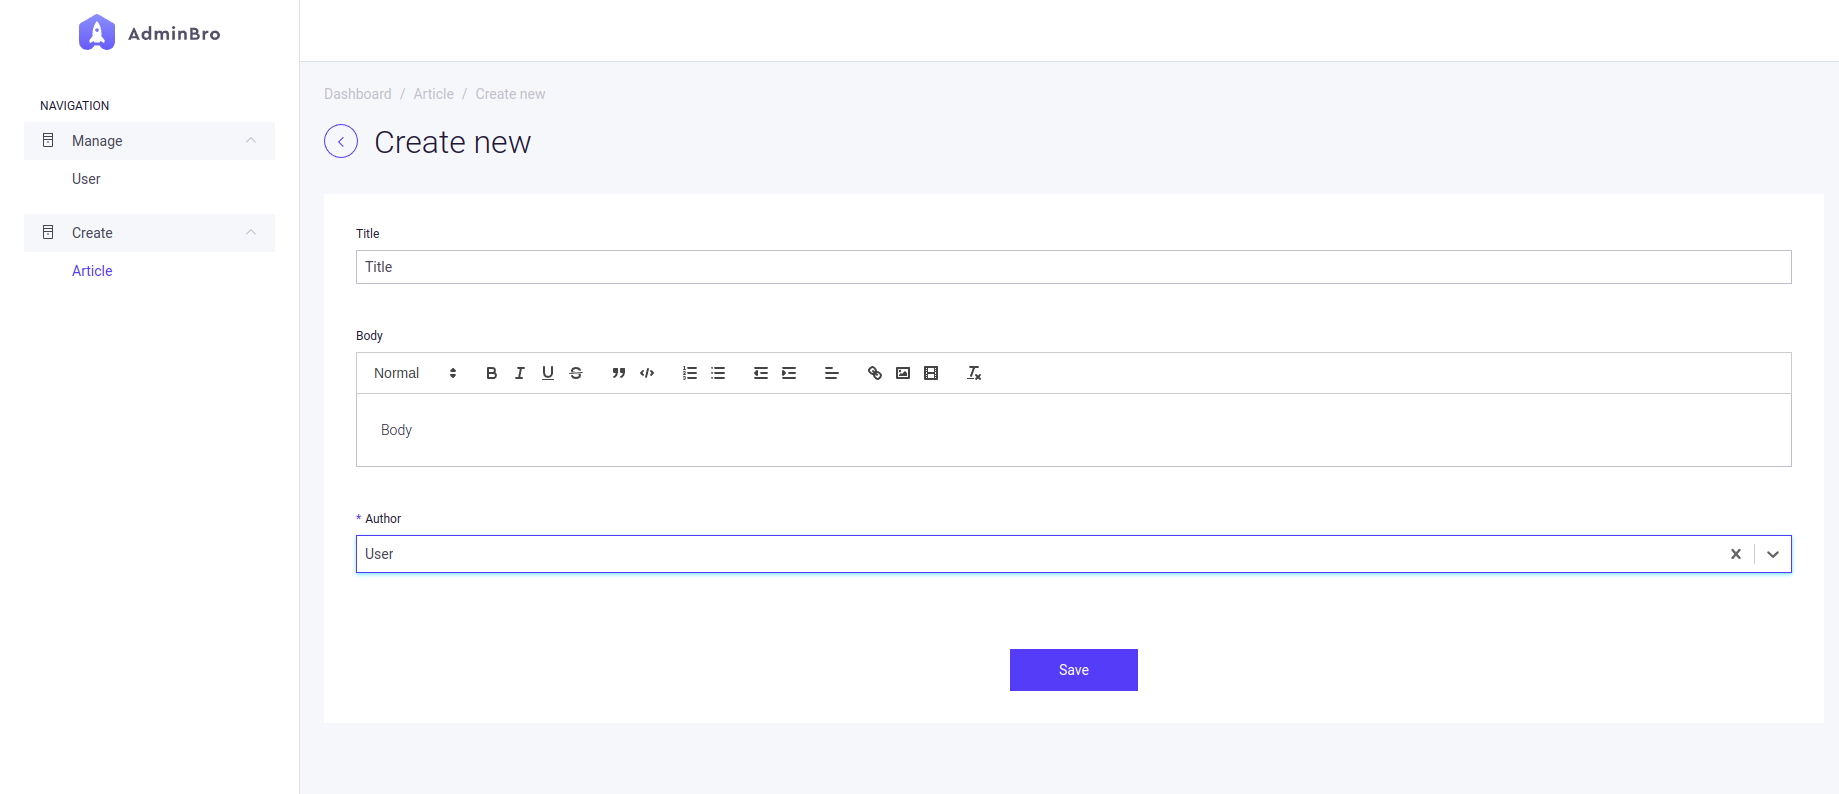 AdminBro
NAVIGATION
Manage
User
Create
Article
Dashboard / Article / Create new
Create new
Title
Title
Body
Normal
Body
* Author
User
Save